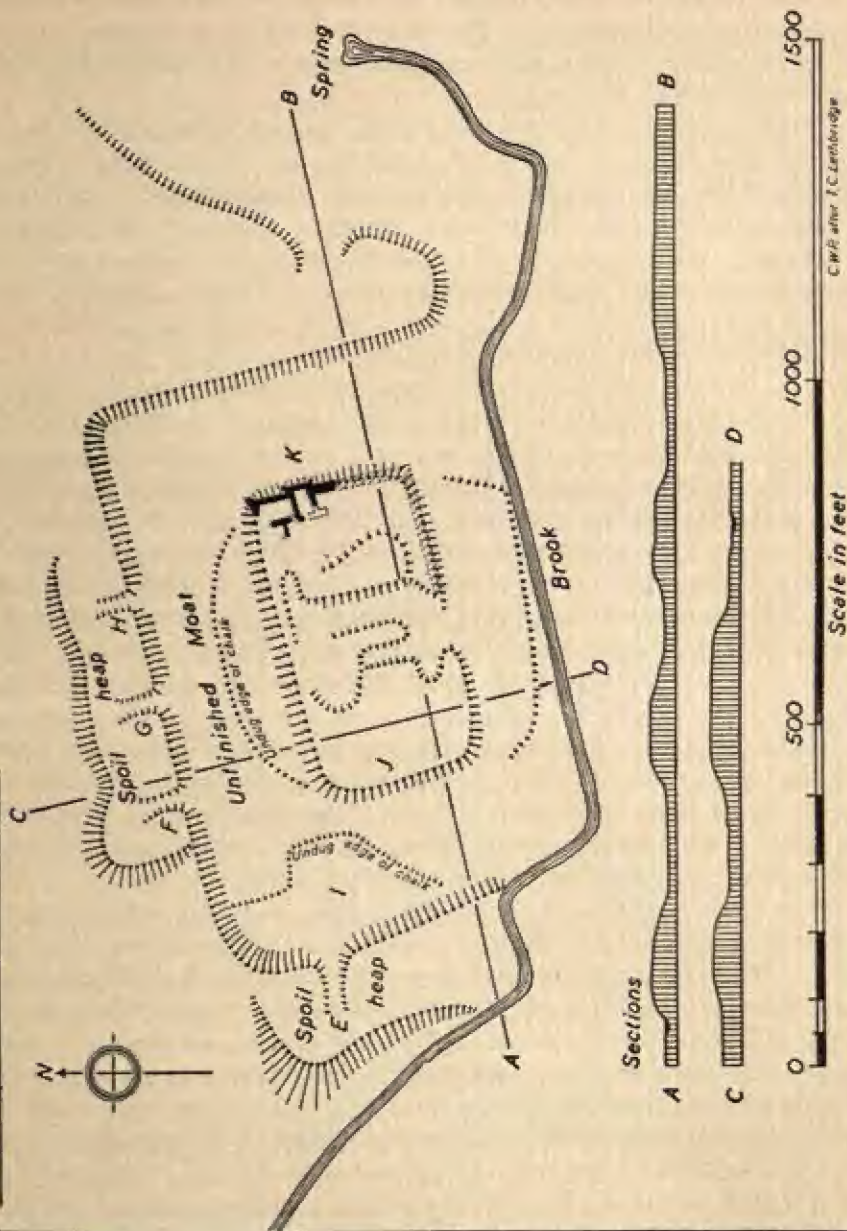 N
C
Spoil
heap
F
G
H
Unfinished Moat
Undug edge of chalk
K
B
Spring
Spoil
heap
E
I
Undug edge of chalk
J
A
D
Brook
Sections
A
B
C
D
0
500
1000
1500
Scale in feet
C.W.P. after T.C. Lethbridge